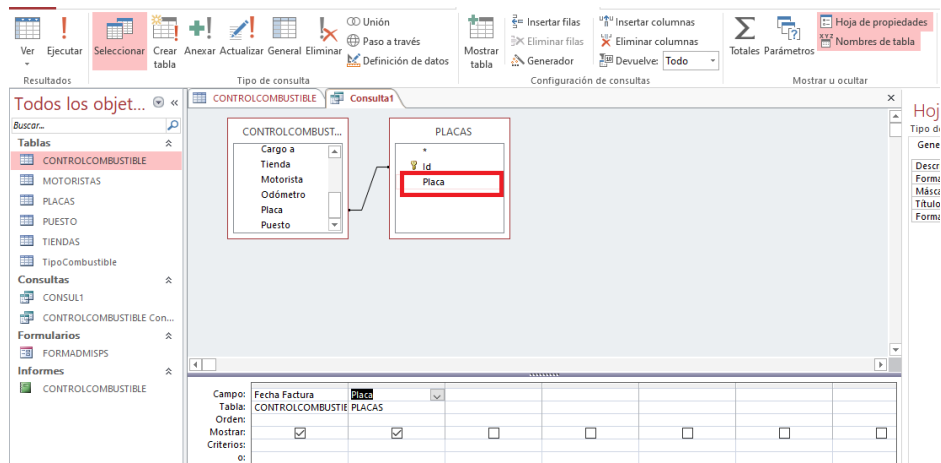 Ver
Ejecutar
Seleccionar
Crear tabla
Anexar
Actualizar
General
Eliminar
Unión
Paso a través
Definición de datos
Mostrar tabla
Insertar filas
Eliminar filas
Generador
Insertar columnas
Eliminar columnas
Devuelve: Todo
Totales
Parámetros
Hoja de propiedades
Nombres de tabla
Resultados
Tipo de consulta
Configuración de consultas
Mostrar u ocultar
Todos los objet...
Buscar...
Tablas
CONTROLCOMBUSTIBLE
MOTORISTAS
PLACAS
PUESTO
TIENDAS
TipoCombustible
Consultas
CONSUL1
CONTROLCOMBUSTIBLE Con...
Formularios
FORMADMISPS
Informes
CONTROLCOMBUSTIBLE
CONTROLCOMBUSTIBLE
Consulta1
CONTROLCOMBUST...
Cargo a
Tienda
Motorista
Odómetro
Placa
Puesto
PLACAS
*
Id
Placa
Campo: Fecha Factura Placa
Tabla: CONTROLCOMBUSTIE PLACAS
Orden:
Mostrar:
Criterios:
o:
Hoj
Tipo de
Gene
Descr
Forma
Másca
Título
Forma